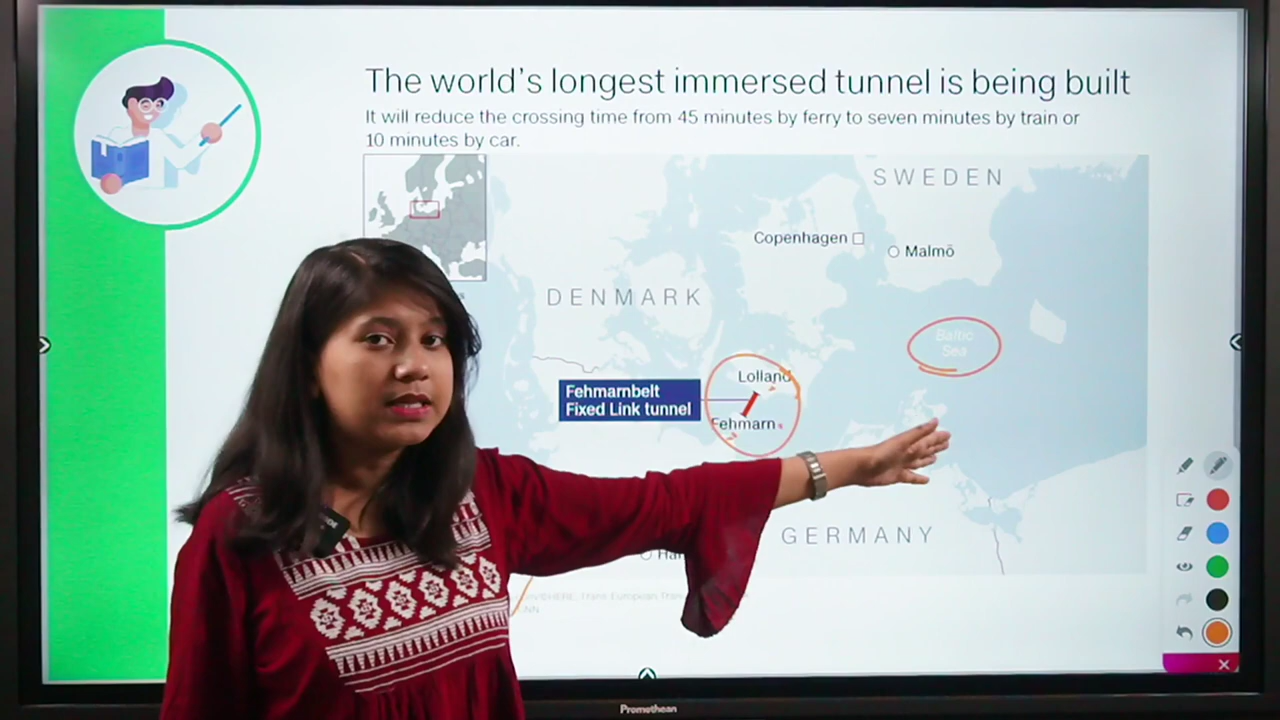 The world's longest immersed tunnel is being built
It will reduce the crossing time from 45 minutes by ferry to seven minutes by train or
10 minutes by car.
SWEDEN
Copenhagen
Malmö
DENMARK
Baltic
Sea
Lolland
Fehmarnbelt
Fixed Link tunnel
Fehmarn
GERMANY
Promethean